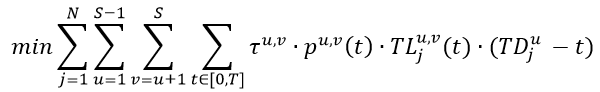 min ∑_{j=1}^{N} ∑_{u=1}^{S−1} ∑_{v=u+1}^{S} ∑_{t∈[0,T]} τ^{u,v} · p^{u,v}(t) · TL_j^{u,v}(t) · (TD_j^u − t)